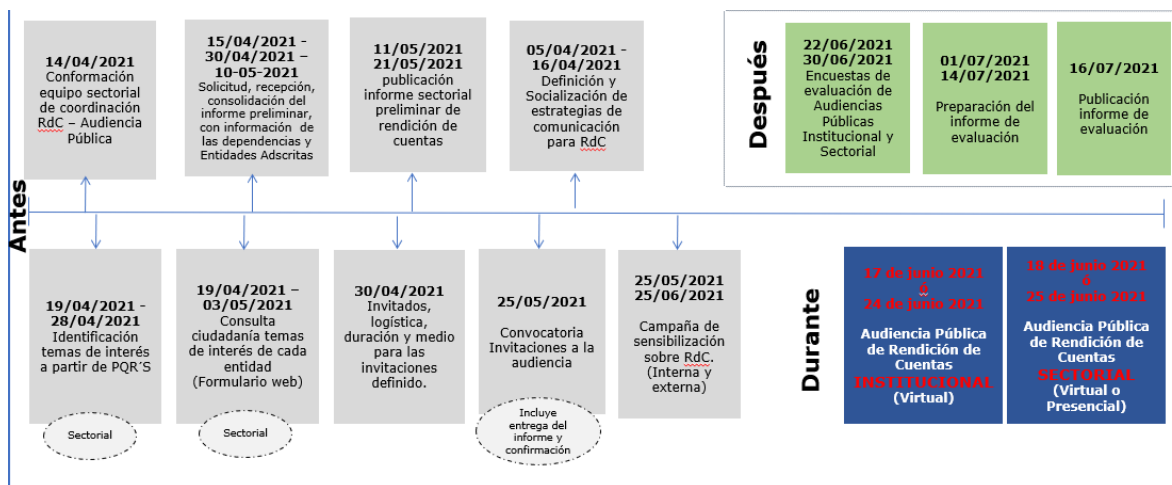 Antes
14/04/2021
Conformación
equipo sectorial
de coordinación
RdC – Audiencia
Pública
15/04/2021 -
30/04/2021 –
10-05-2021
Solicitud, recepción,
consolidación del
informe preliminar,
con información de
las dependencias y
Entidades Adscritas
11/05/2021
21/05/2021
publicación
informe sectorial
preliminar de
rendición de
cuentas
05/04/2021 -
16/04/2021
Definición y
Socialización de
estrategias de
comunicación
para RdC
19/04/2021 -
28/04/2021
Identificación
temas de interés
a partir de PQR´S
Sectorial
19/04/2021 –
03/05/2021
Consulta
ciudadanía temas
de interés de cada
entidad
(Formulario web)
Sectorial
30/04/2021
Invitados,
logística,
duración y medio
para las
invitaciones
definido.
25/05/2021
Convocatoria
Invitaciones a la
audiencia
Incluye
entrega del
informe y
confirmación
25/05/2021
25/06/2021
Campaña de
sensibilización
sobre RdC.
(Interna y
externa)
Durante
17 de junio 2021
ó
24 de junio 2021
Audiencia Pública
de Rendición de
Cuentas
INSTITUCIONAL
(Virtual)
18 de junio 2021
ó
25 de junio 2021
Audiencia Pública
de Rendición de
Cuentas
SECTORIAL
(Virtual o
Presencial)
Después
22/06/2021
30/06/2021
Encuestas de
evaluación de
Audiencias
Públicas
Institucional y
Sectorial
01/07/2021
14/07/2021
Preparación del
informe de
evaluación
16/07/2021
Publicación
informe de
evaluación